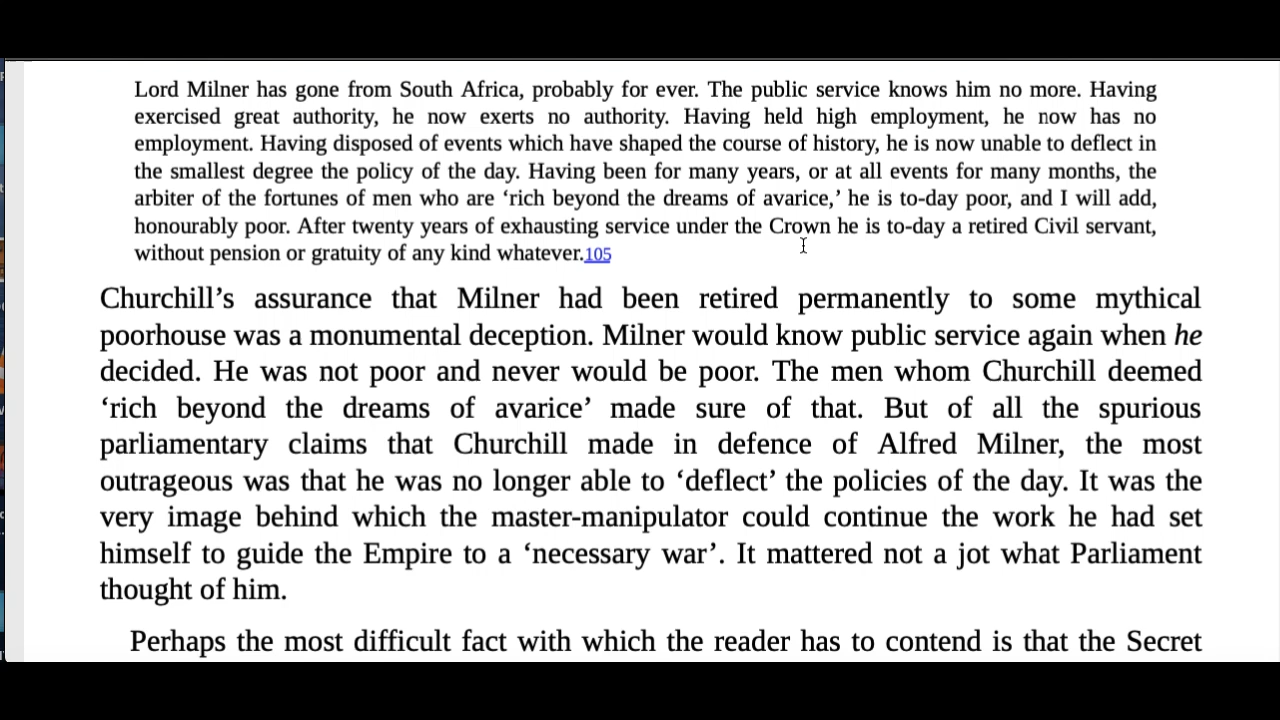 Lord Milner has gone from South Africa, probably for ever. The public service knows him no more. Having
exercised great authority, he now exerts no authority. Having held high employment, he now has no
employment. Having disposed of events which have shaped the course of history, he is now unable to deflect in
the smallest degree the policy of the day. Having been for many years, or at all events for many months, the
arbiter of the fortunes of men who are ‘rich beyond the dreams of avarice,’ he is to-day poor, and I will add,
honourably poor. After twenty years of exhausting service under the Crown he is to-day a retired Civil servant,
without pension or gratuity of any kind whatever.105
Churchill’s assurance that Milner had been retired permanently to some mythical
poorhouse was a monumental deception. Milner would know public service again when he
decided. He was not poor and never would be poor. The men whom Churchill deemed
‘rich beyond the dreams of avarice’ made sure of that. But of all the spurious
parliamentary claims that Churchill made in defence of Alfred Milner, the most
outrageous was that he was no longer able to ‘deflect’ the policies of the day. It was the
very image behind which the master-manipulator could continue the work he had set
himself to guide the Empire to a ‘necessary war’. It mattered not a jot what Parliament
thought of him.
Perhaps the most difficult fact with which the reader has to contend is that the Secret